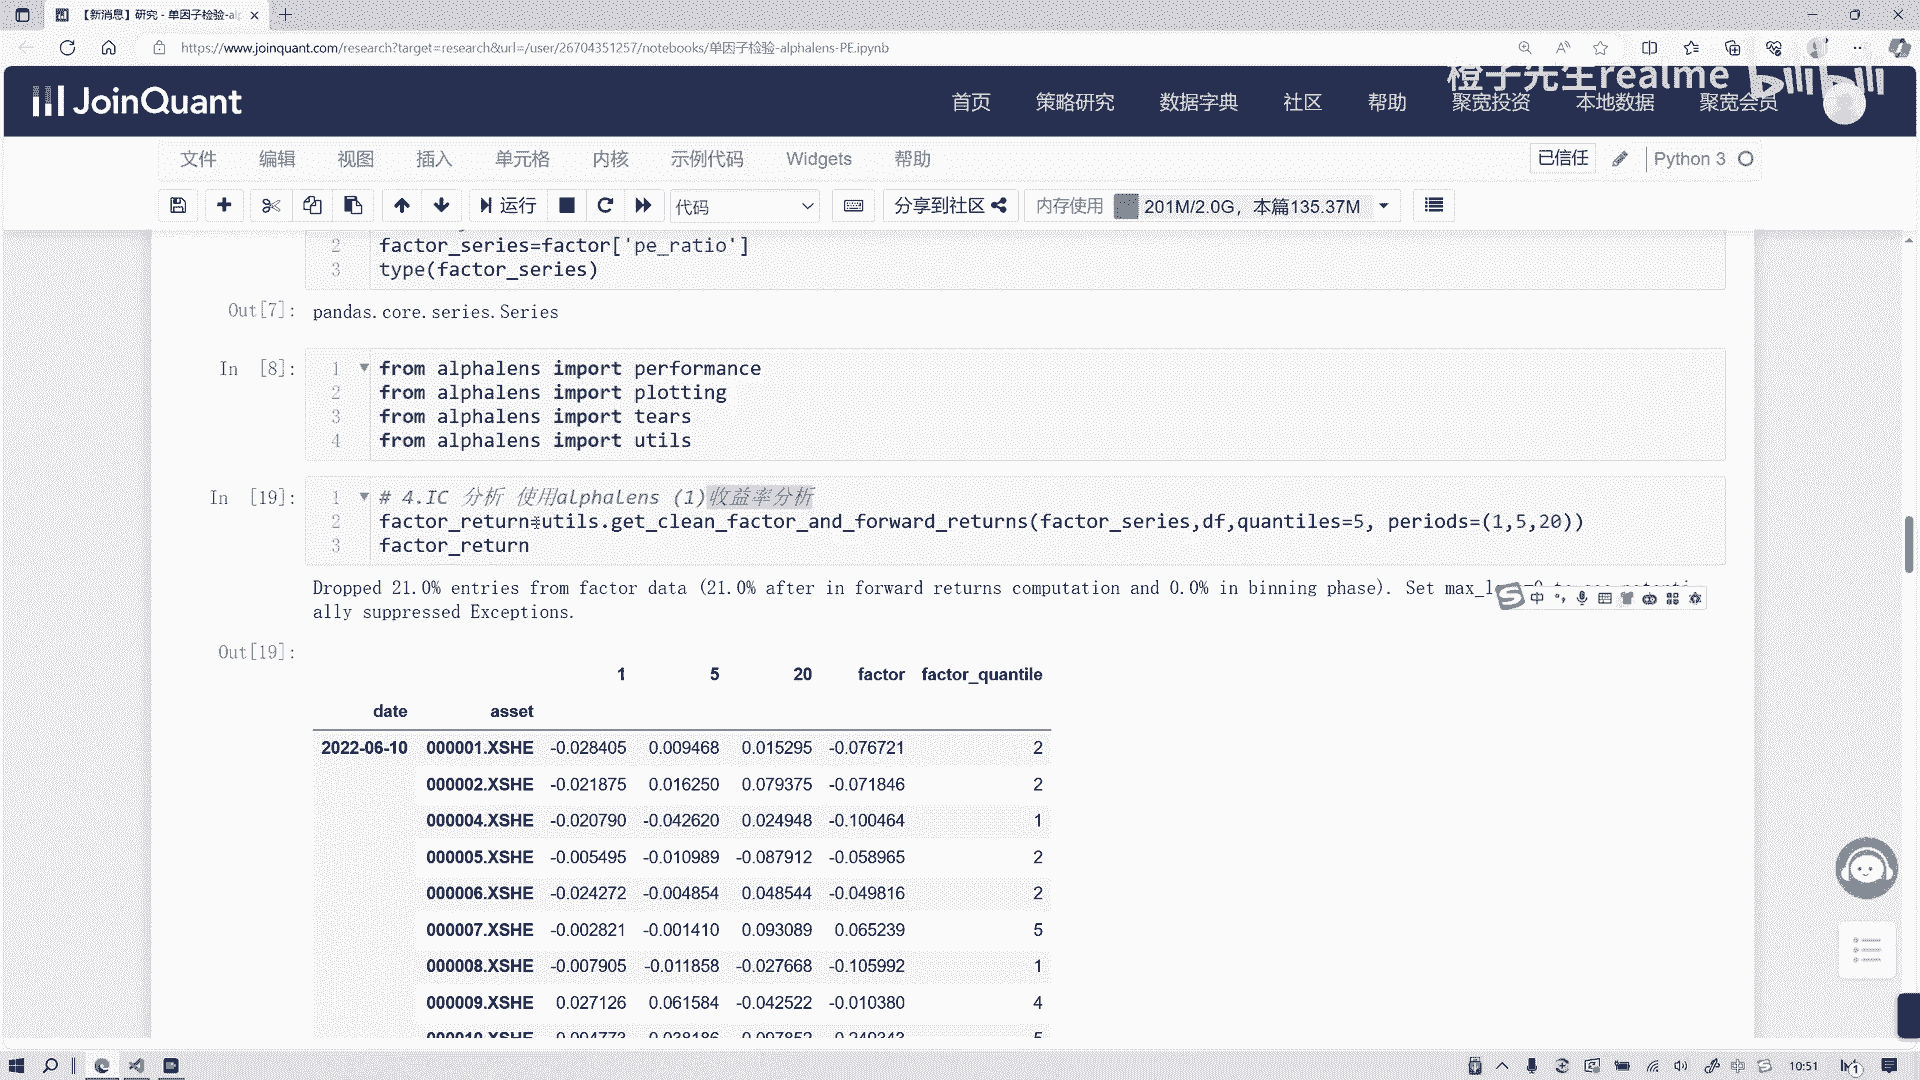 【新消息】研究 - 单因子检验-al
https://www.joinquant.com/research?target=research&url=/user/26704351257/notebooks/单因子检验-alphalens-PE.ipynb
橙子先生realme bilibili
JoinQuant 首页 策略研究 数据字典 社区 帮助 聚宽投资 本地数据 聚宽会员
文件 编辑 视图 插入 单元格 内核 示例代码 Widgets 帮助 已信任 Python 3
运行 代码 分享到社区 内存使用 201M/2.0G，本篇135.37M
2 factor_series=factor['pe_ratio']
3 type(factor_series)
Out[7]: pandas.core.series.Series
In [8]: 1 from alphalens import performance
2 from alphalens import plotting
3 from alphalens import tears
4 from alphalens import utils
In [19]: 1 # 4.IC 分析 使用alphalens (1)收益率分析
2 factor_return=utils.get_clean_factor_and_forward_returns(factor_series,df,quantiles=5, periods=(1,5,20))
3 factor_return
Dropped 21.0% entries from factor data (21.0% after in forward returns computation and 0.0% in binning phase). Set
ally suppressed Exceptions.
中
Out[19]:
1 5 20 factor factor_quantile
date asset
2022-06-10 000001.XSHE -0.028405 0.009468 0.015295 -0.076721 2
000002.XSHE -0.021875 0.016250 0.079375 -0.071846 2
000004.XSHE -0.020790 -0.042620 0.024948 -0.100464 1
000005.XSHE -0.005495 -0.010989 -0.087912 -0.058965 2
000006.XSHE -0.024272 -0.004854 0.048544 -0.049816 2
000007.XSHE -0.002821 -0.001410 0.093089 0.065239 5
000008.XSHE -0.007905 -0.011858 -0.027668 -0.105992 1
000009.XSHE 0.027126 0.061584 -0.042522 -0.010380 4
10:51